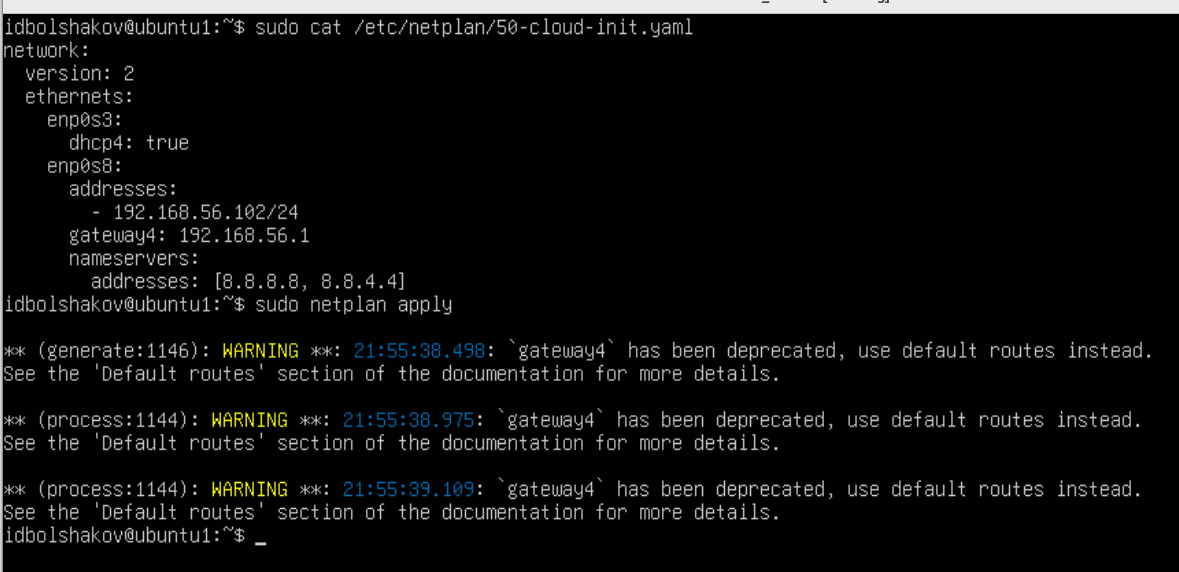 idbolshakov@ubuntu1:~$ sudo cat /etc/netplan/50-cloud-init.yaml
network:
  version: 2
  ethernets:
    enp0s3:
      dhcp4: true
    enp0s8:
      addresses:
        - 192.168.56.102/24
      gateway4: 192.168.56.1
      nameservers:
        addresses: [8.8.8.8, 8.8.4.4]
idbolshakov@ubuntu1:~$ sudo netplan apply
** (generate:1146): WARNING **: 21:55:38.498: `gateway4` has been deprecated, use default routes instead.
See the 'Default routes' section of the documentation for more details.
** (process:1144): WARNING **: 21:55:38.975: `gateway4` has been deprecated, use default routes instead.
See the 'Default routes' section of the documentation for more details.
** (process:1144): WARNING **: 21:55:39.109: `gateway4` has been deprecated, use default routes instead.
See the 'Default routes' section of the documentation for more details.
idbolshakov@ubuntu1:~$ _